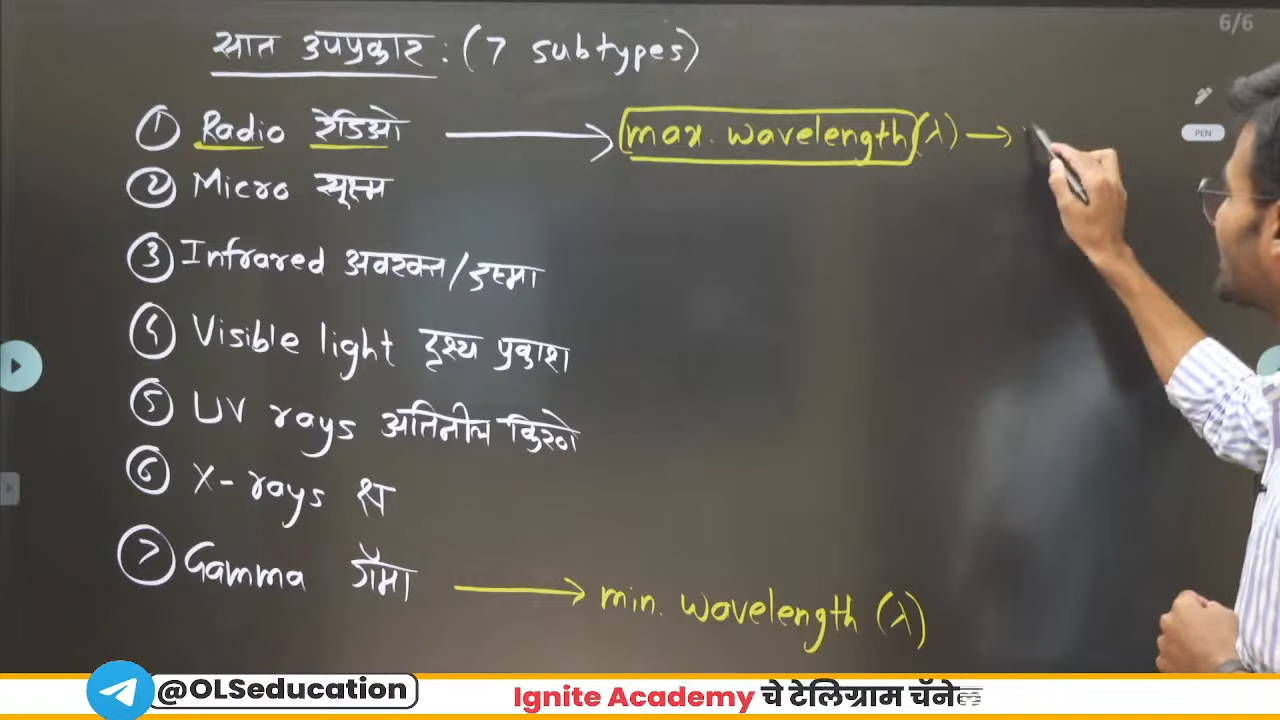 6/6
सात उपप्रकार : (7 subtypes)
① Radio रेडिओ → max. wavelength (λ) →
PEN
② Micro सूक्ष्म
③ Infrared अवरक्त/उष्मा
④ Visible light दृश्य प्रकाश
⑤ UV rays अतिनील किरणे
⑥ X-rays क्ष
⑦ Gamma गॅमा → min. wavelength (λ)
@OLSeducation Ignite Academy चे टेलिग्राम चॅनेल